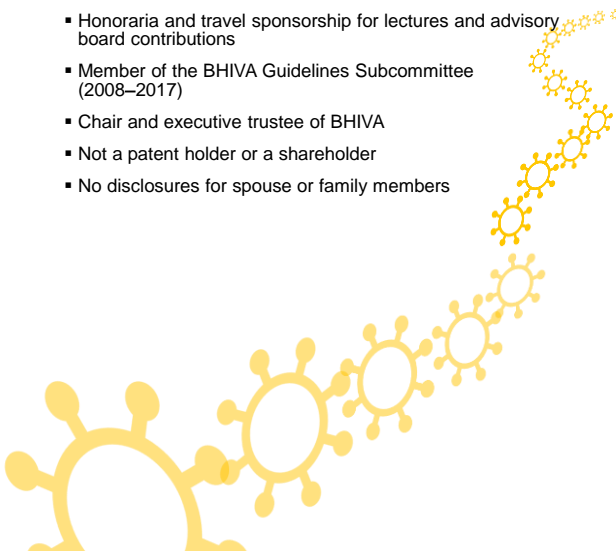 ▪ Honoraria and travel sponsorship for lectures and advisory
board contributions
▪ Member of the BHIVA Guidelines Subcommittee
(2008–2017)
▪ Chair and executive trustee of BHIVA
▪ Not a patent holder or a shareholder
▪ No disclosures for spouse or family members